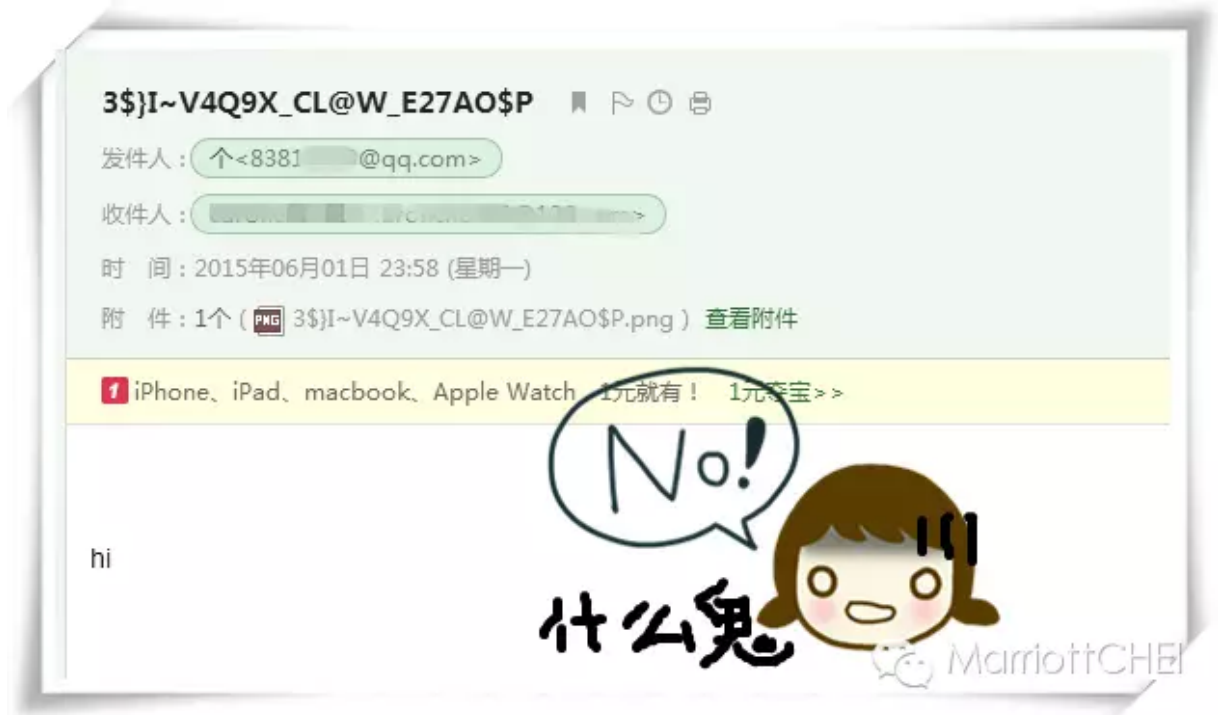 3$}I~V4Q9X_CL@W_E27AO$P
发件人：个<8381@qq.com>
收件人：
时 间：2015年06月01日 23:58 (星期一)
附 件：1个 ( PNG 3$}I~V4Q9X_CL@W_E27AO$P.png ) 查看附件
1 iPhone、iPad、macbook、Apple Watch 1元就有！ 1元夺宝>>
No!
hi
什么鬼
MarriottCHEI